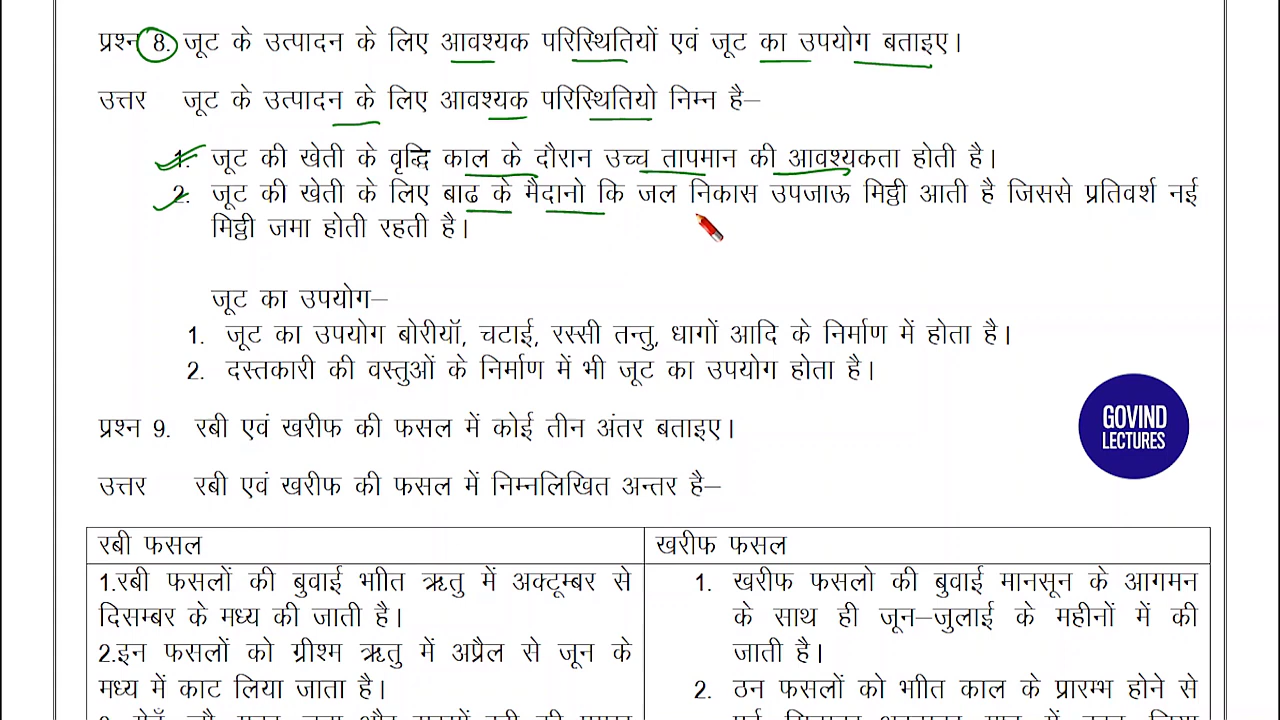 प्रश्न 8. जूट के उत्पादन के लिए आवश्यक परिस्थितियों एवं जूट का उपयोग बताइए।
उत्तर जूट के उत्पादन के लिए आवश्यक परिस्थितियो निम्न है–
1. जूट की खेती के वृद्धि काल के दौरान उच्च तापमान की आवश्यकता होती है।
2. जूट की खेती के लिए बाढ के मैदानो कि जल निकास उपजाऊ मिट्टी आती है जिससे प्रतिवर्श नई
मिट्टी जमा होती रहती है।
जूट का उपयोग–
1. जूट का उपयोग बोरीयॉ, चटाई, रस्सी तन्तु, धागों आदि के निर्माण में होता है।
2. दस्तकारी की वस्तुओं के निर्माण में भी जूट का उपयोग होता है।
GOVIND
LECTURES
प्रश्न 9. रबी एवं खरीफ की फसल में कोई तीन अंतर बताइए।
उत्तर रबी एवं खरीफ की फसल में निम्नलिखित अन्तर है–
रबी फसल
1.रबी फसलों की बुवाई भाीत ऋतु में अक्टूम्बर से
दिसम्बर के मध्य की जाती है।
2.इन फसलों को ग्रीश्म ऋतु में अप्रैल से जून के
मध्य में काट लिया जाता है।
खरीफ फसल
1. खरीफ फसलो की बुवाई मानसून के आगमन
के साथ ही जून–जुलाई के महीनों में की
जाती है।
2. ठन फसलों को भाीत काल के प्रारम्भ होने से